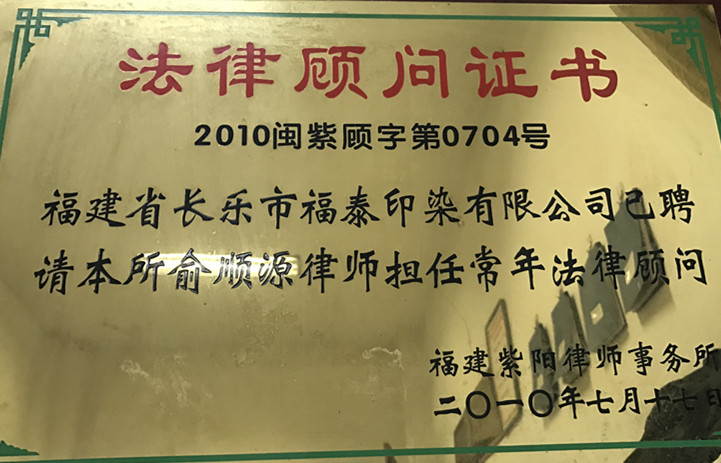 法律顾问证书
2010闽紫顾字第0704号
福建省长乐市福泰印染有限公司已聘
请本所俞顺源律师担任常年法律顾问
福建紫阳律师事务所
二〇一〇年七月十七日